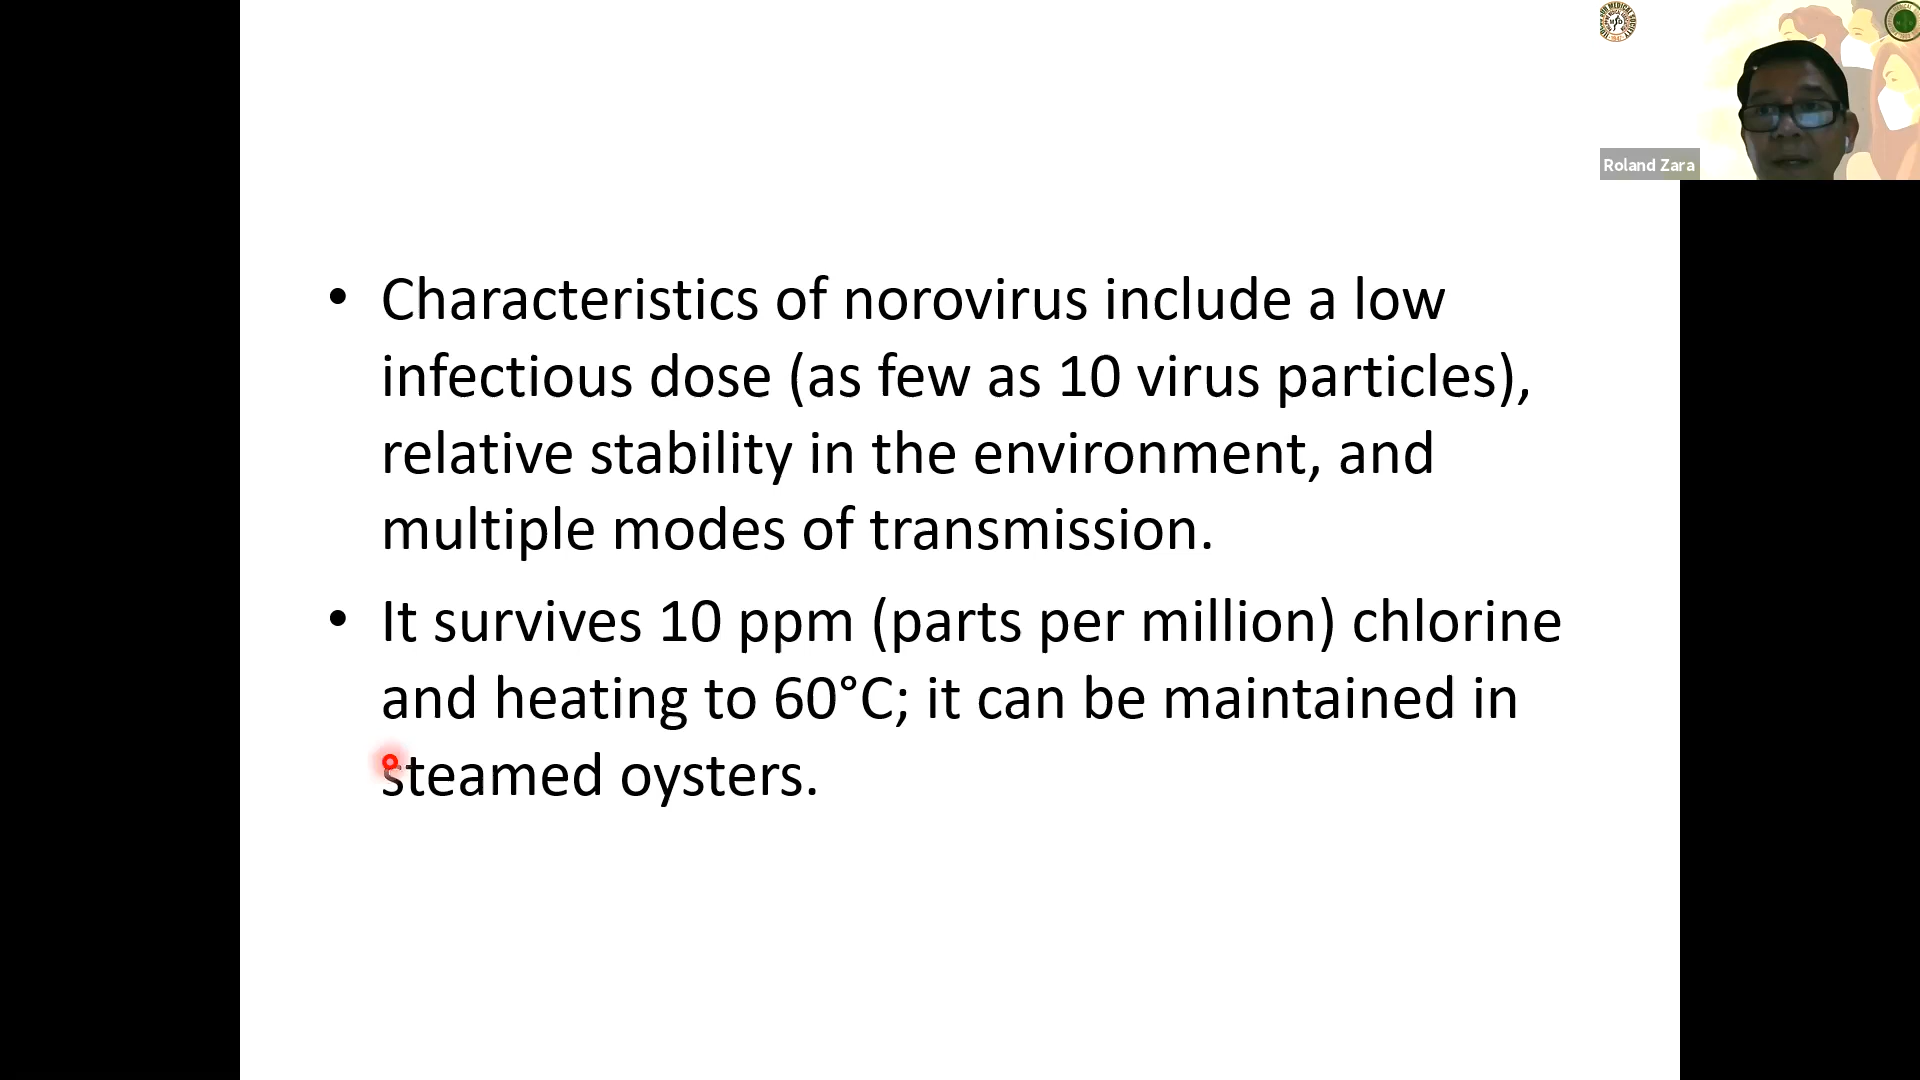 Roland Zara
• Characteristics of norovirus include a low
infectious dose (as few as 10 virus particles),
relative stability in the environment, and
multiple modes of transmission.
• It survives 10 ppm (parts per million) chlorine
and heating to 60°C; it can be maintained in
steamed oysters.